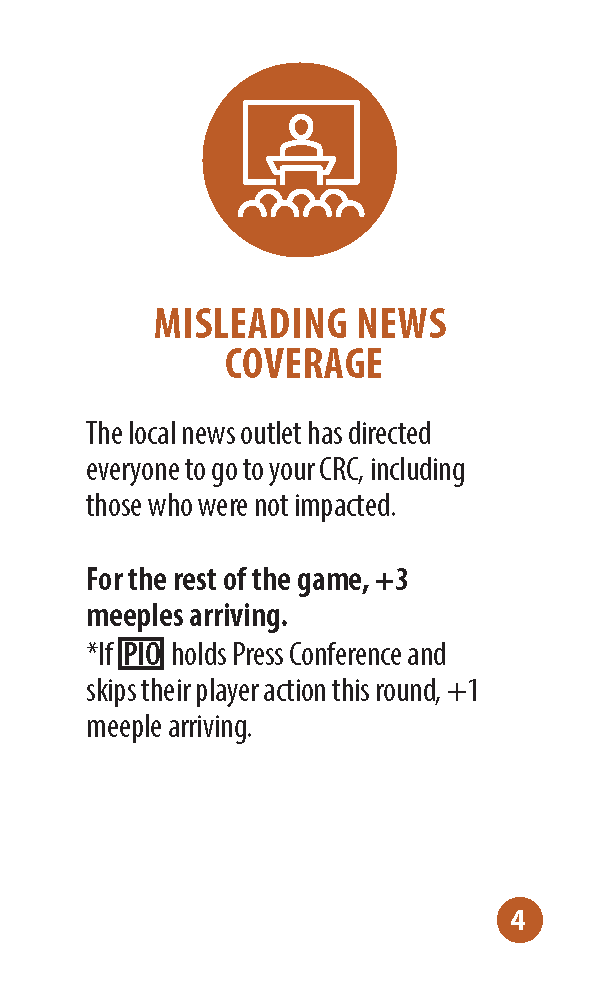 MISLEADING NEWS
COVERAGE
The local news outlet has directed
everyone to go to your CRC, including
those who were not impacted.
For the rest of the game, +3
meeples arriving.
*If PIO holds Press Conference and
skips their player action this round, +1
meeple arriving.
4